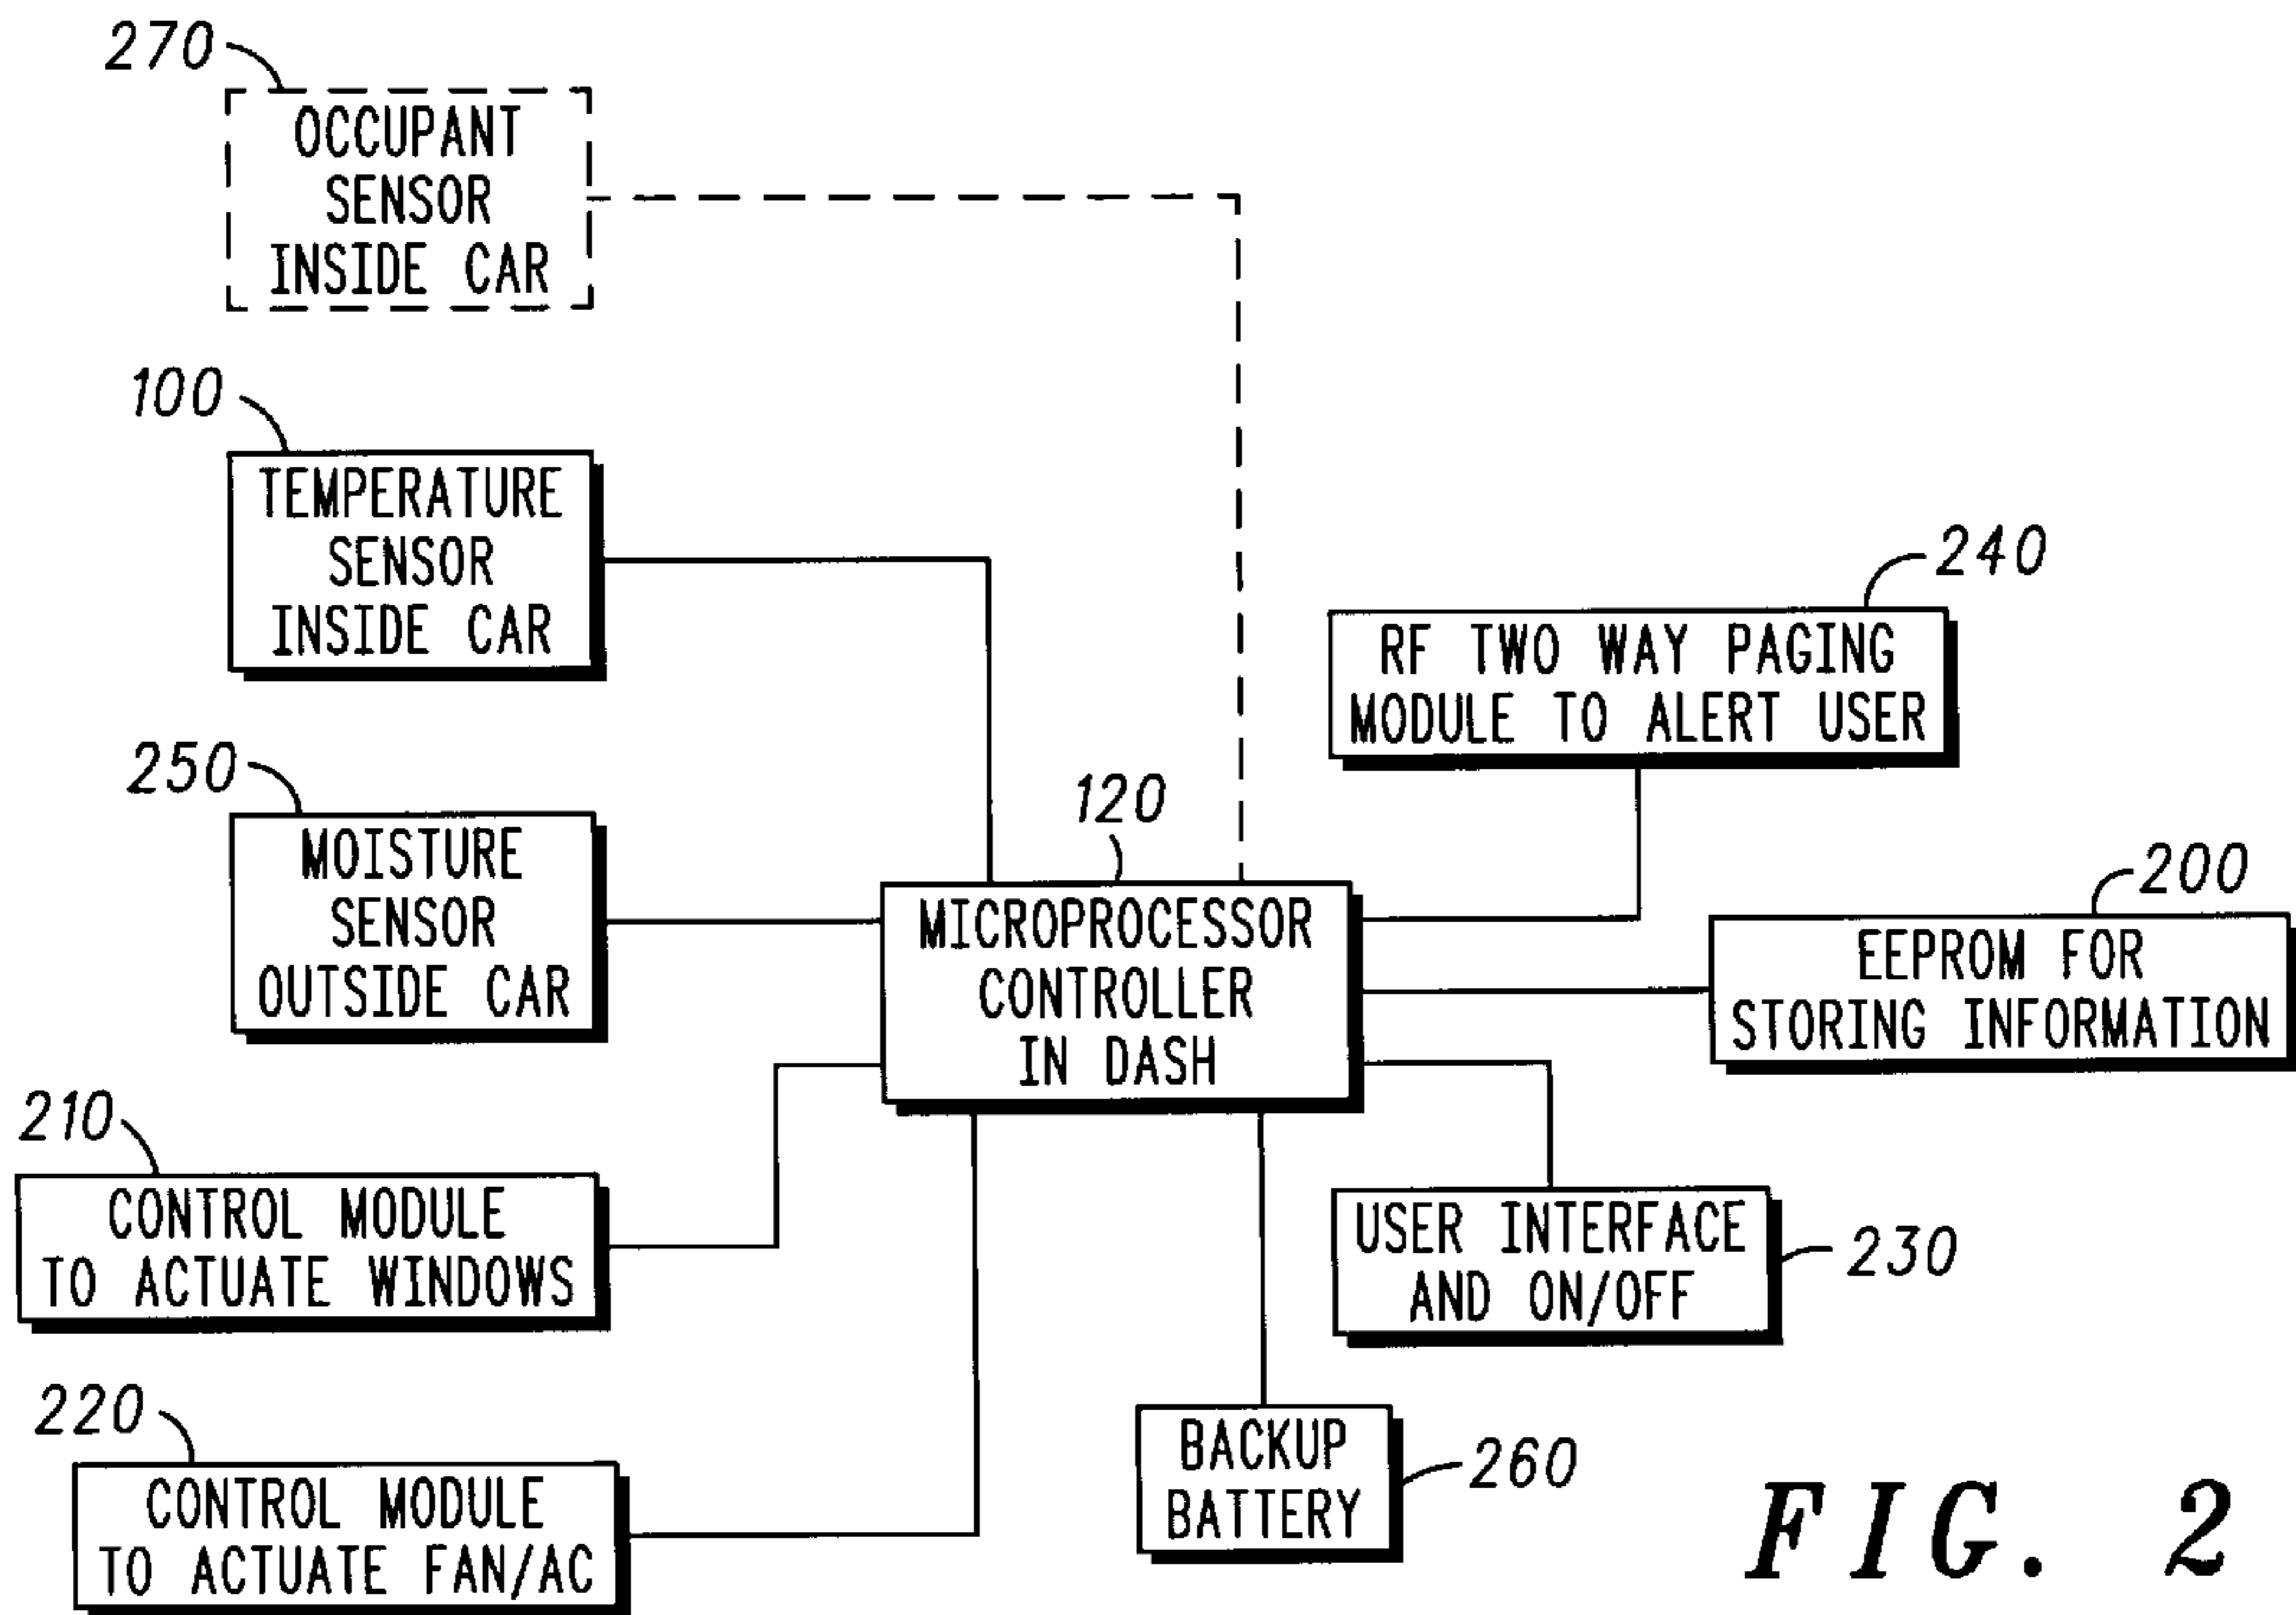 270
OCCUPANT
SENSOR
INSIDE CAR
100
TEMPERATURE
SENSOR
INSIDE CAR
250
MOISTURE
SENSOR
OUTSIDE CAR
210
CONTROL MODULE
TO ACTUATE WINDOWS
220
CONTROL MODULE
TO ACTUATE FAN/AC
120
MICROPROCESSOR
CONTROLLER
IN DASH
240
RF TWO WAY PAGING
MODULE TO ALERT USER
200
EEPROM FOR
STORING INFORMATION
USER INTERFACE
AND ON/OFF
230
BACKUP
BATTERY
260
FIG. 2